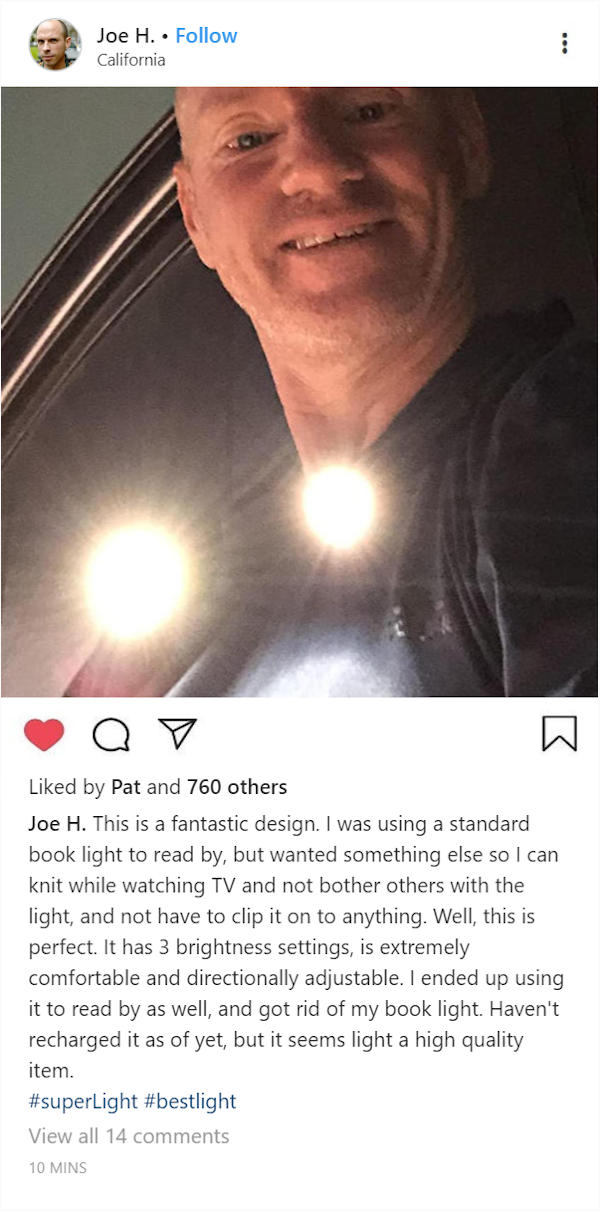 Joe H. • Follow
California
Liked by Pat and 760 others
Joe H. This is a fantastic design. I was using a standard
book light to read by, but wanted something else so I can
knit while watching TV and not bother others with the
light, and not have to clip it on to anything. Well, this is
perfect. It has 3 brightness settings, is extremely
comfortable and directionally adjustable. I ended up using
it to read by as well, and got rid of my book light. Haven't
recharged it as of yet, but it seems light a high quality
item.
#superLight #bestlight
View all 14 comments
10 MINS